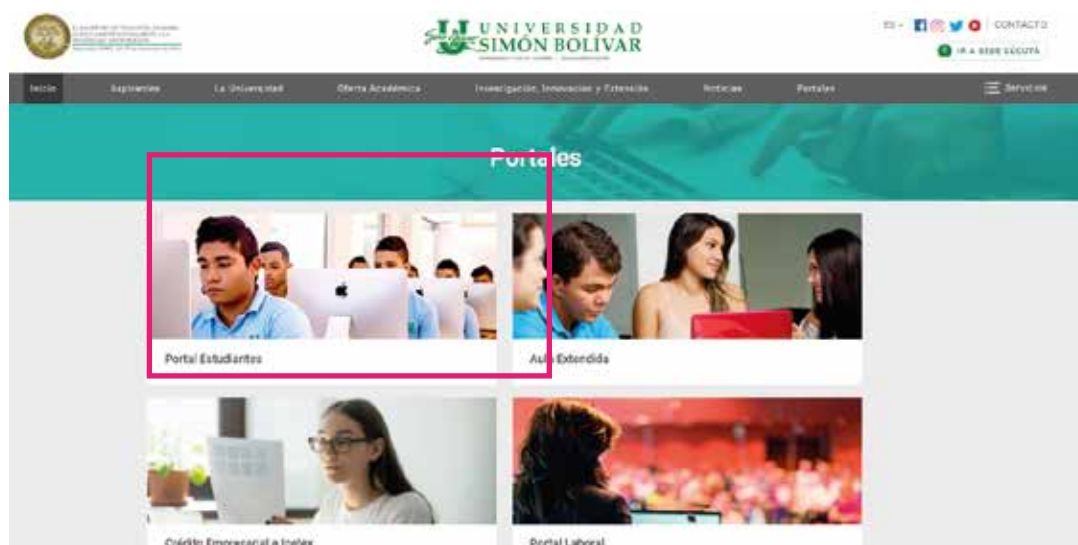 UNIVERSIDAD
SIMÓN BOLÍVAR
ES
CONTACTO
IR A SEDE CÚCUTA
Inicio
Aspirantes
La Universidad
Oferta Académica
Investigación, Innovación y Extensión
Noticias
Portales
Servicios
Portales
Portal Estudiantes
Aula Extendida
Crédito Empresarial e Icetex
Portal Laboral